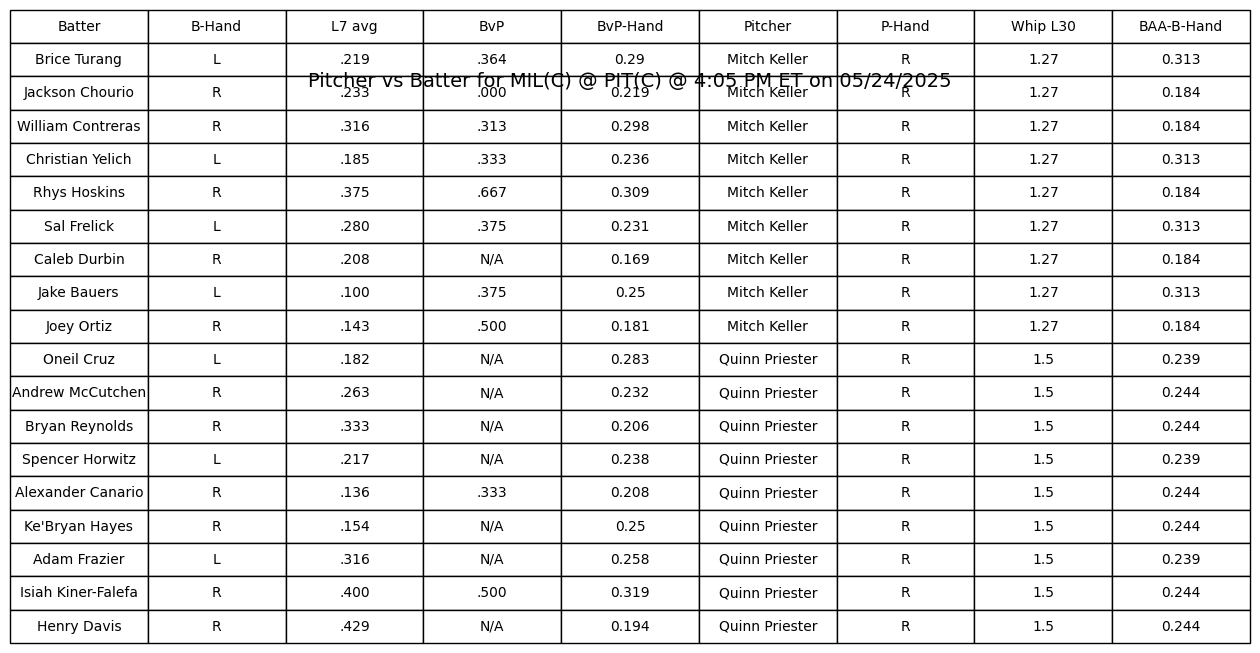 Batter B-Hand L7 avg BvP BvP-Hand Pitcher P-Hand Whip L30 BAA-B-Hand
Brice Turang L .219 .364 0.29 Mitch Keller R 1.27 0.313
Pitcher vs Batter for MIL(C) @ PIT(C) @ 4:05 PM ET on 05/24/2025
Jackson Chourio R .233 .000 0.219 Mitch Keller R 1.27 0.184
William Contreras R .316 .313 0.298 Mitch Keller R 1.27 0.184
Christian Yelich L .185 .333 0.236 Mitch Keller R 1.27 0.313
Rhys Hoskins R .375 .667 0.309 Mitch Keller R 1.27 0.184
Sal Frelick L .280 .375 0.231 Mitch Keller R 1.27 0.313
Caleb Durbin R .208 N/A 0.169 Mitch Keller R 1.27 0.184
Jake Bauers L .100 .375 0.25 Mitch Keller R 1.27 0.313
Joey Ortiz R .143 .500 0.181 Mitch Keller R 1.27 0.184
Oneil Cruz L .182 N/A 0.283 Quinn Priester R 1.5 0.239
Andrew McCutchen R .263 N/A 0.232 Quinn Priester R 1.5 0.244
Bryan Reynolds R .333 N/A 0.206 Quinn Priester R 1.5 0.244
Spencer Horwitz L .217 N/A 0.238 Quinn Priester R 1.5 0.239
Alexander Canario R .136 .333 0.208 Quinn Priester R 1.5 0.244
Ke'Bryan Hayes R .154 N/A 0.25 Quinn Priester R 1.5 0.244
Adam Frazier L .316 N/A 0.258 Quinn Priester R 1.5 0.239
Isiah Kiner-Falefa R .400 .500 0.319 Quinn Priester R 1.5 0.244
Henry Davis R .429 N/A 0.194 Quinn Priester R 1.5 0.244